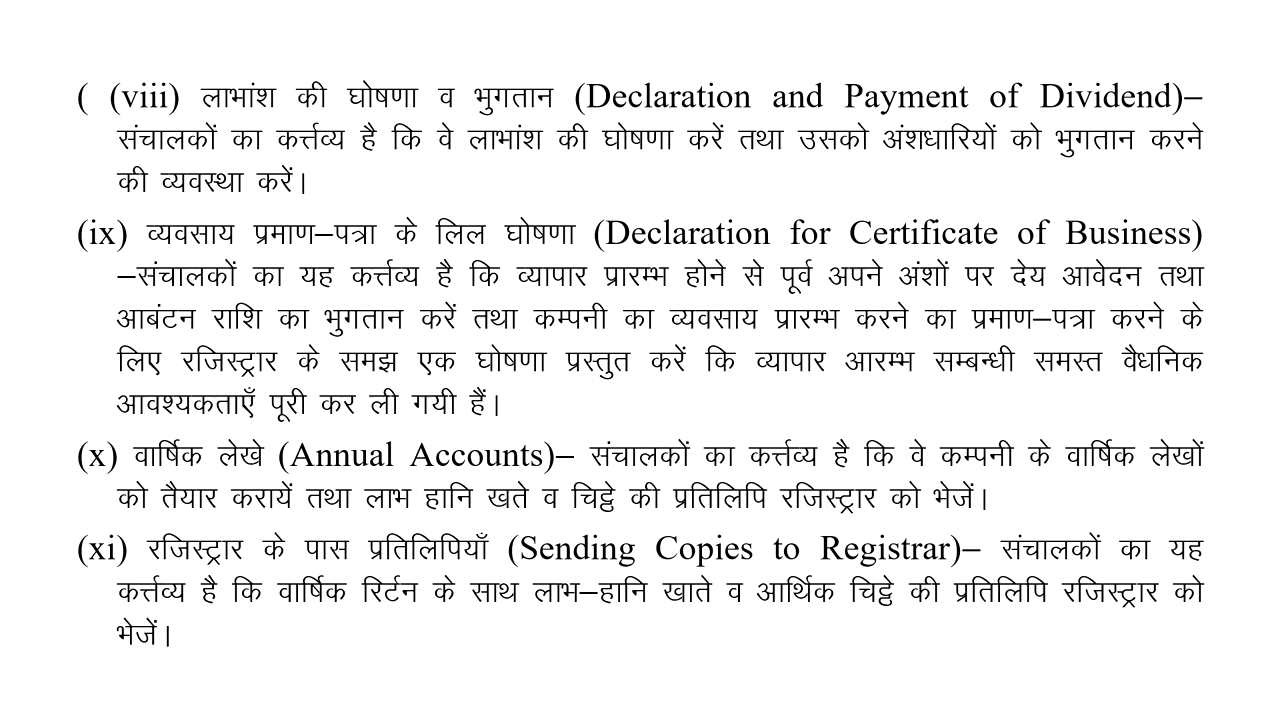 ( (viii) लाभांश की घोषणा व भुगतान (Declaration and Payment of Dividend)–
संचालकों का कर्त्तव्य है कि वे लाभांश की घोषणा करें तथा उसको अंशधारियों को भुगतान करने
की व्यवस्था करें।
(ix) व्यवसाय प्रमाण–पत्रा के लिल घोषणा (Declaration for Certificate of Business)
–संचालकों का यह कर्त्तव्य है कि व्यापार प्रारम्भ होने से पूर्व अपने अंशों पर देय आवेदन तथा
आबंटन राशि का भुगतान करें तथा कम्पनी का व्यवसाय प्रारम्भ करने का प्रमाण–पत्रा करने के
लिए रजिस्ट्रार के समझ एक घोषणा प्रस्तुत करें कि व्यापार आरम्भ सम्बन्धी समस्त वैधनिक
आवश्यकताएँ पूरी कर ली गयी हैं।
(x) वार्षिक लेखे (Annual Accounts)– संचालकों का कर्त्तव्य है कि वे कम्पनी के वार्षिक लेखों
को तैयार करायें तथा लाभ हानि खते व चिट्ठे की प्रतिलिपि रजिस्ट्रार को भेजें।
(xi) रजिस्ट्रार के पास प्रतिलिपियाँ (Sending Copies to Registrar)– संचालकों का यह
कर्त्तव्य है कि वार्षिक रिर्टन के साथ लाभ–हानि खाते व आर्थिक चिट्ठे की प्रतिलिपि रजिस्ट्रार को
भेजें।